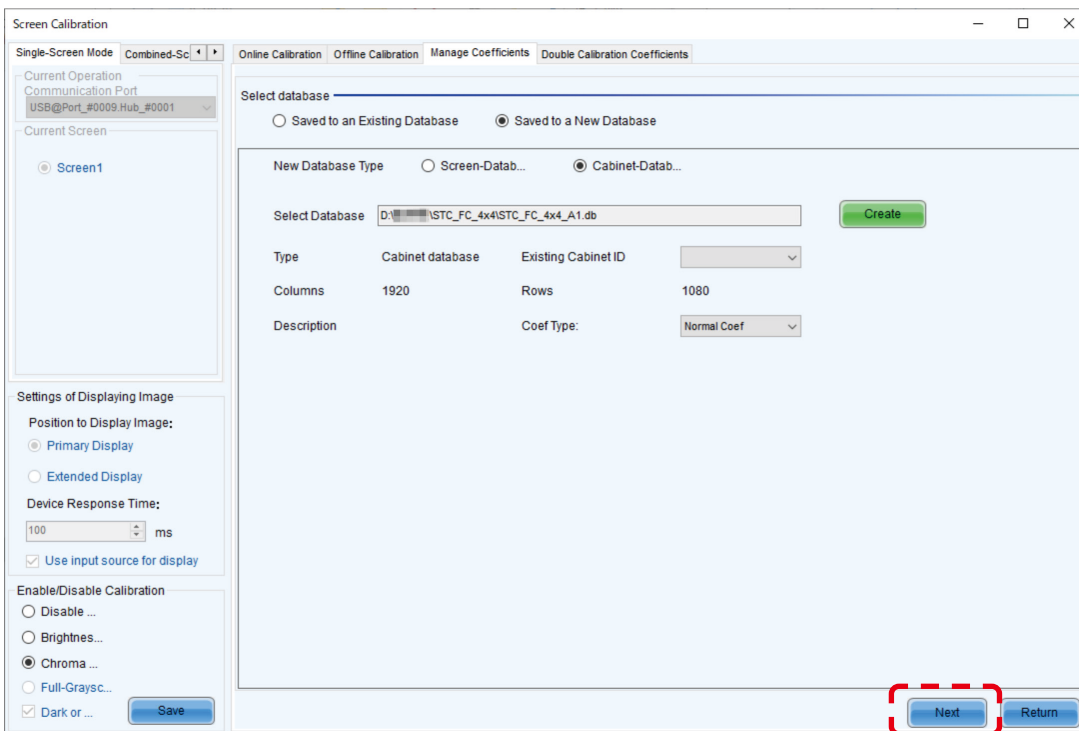 Screen Calibration
Single-Screen Mode Combined-Sc
Online Calibration Offline Calibration Manage Coefficients Double Calibration Coefficients
Current Operation
Communication Port
USB@Port_#0009.Hub_#0001
Current Screen
Screen1
Settings of Displaying Image
Position to Display Image:
Primary Display
Extended Display
Device Response Time:
100 ms
Use input source for display
Enable/Disable Calibration
Disable ...
Brightnes...
Chroma ...
Full-Graysc...
Dark or ...
Save
Select database
Saved to an Existing Database Saved to a New Database
New Database Type Screen-Datab... Cabinet-Datab...
Select Database D:\ \STC_FC_4x4\STC_FC_4x4_A1.db Create
Type Cabinet database Existing Cabinet ID
Columns 1920 Rows 1080
Description Coef Type: Normal Coef
Next Return